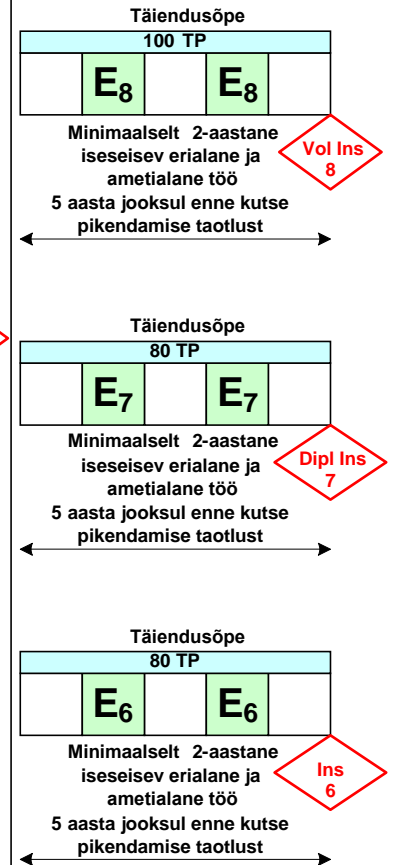 Täiendusõpe
100 TP
E8 E8
Minimaalselt 2-aastane
iseseisev erialane ja
ametialane töö
5 aasta jooksul enne kutse
pikendamise taotlust
Vol Ins
8
Täiendusõpe
80 TP
E7 E7
Minimaalselt 2-aastane
iseseisev erialane ja
ametialane töö
5 aasta jooksul enne kutse
pikendamise taotlust
Dipl Ins
7
Täiendusõpe
80 TP
E6 E6
Minimaalselt 2-aastane
iseseisev erialane ja
ametialane töö
5 aasta jooksul enne kutse
pikendamise taotlust
Ins
6